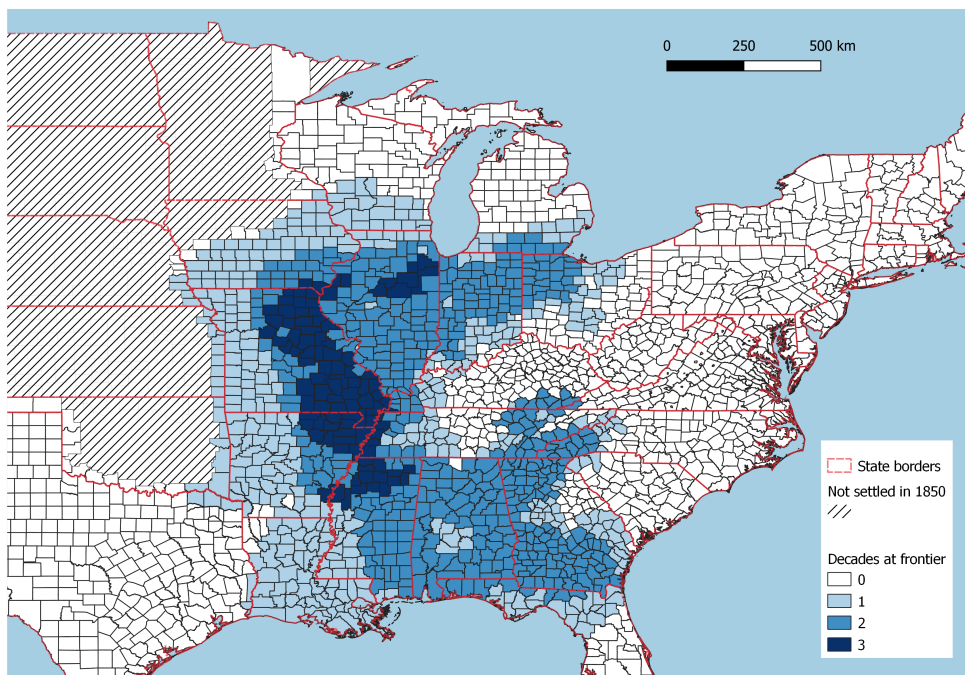 0 250 500 km
State borders
Not settled in 1850
Decades at frontier
0
1
2
3